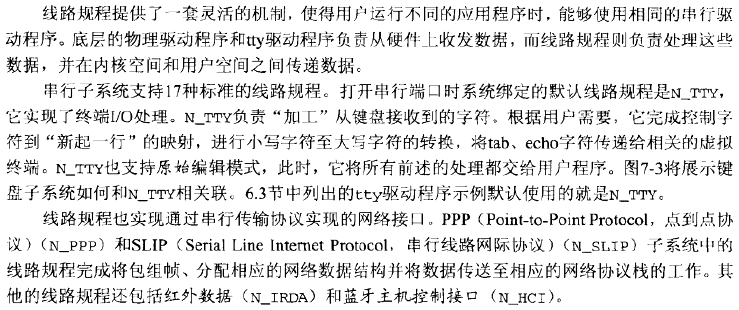 线路规程提供了一套灵活的机制，使得用户运行不同的应用程序时，能够使用相同的串行驱
动程序。底层的物理驱动程序和tty驱动程序负责从硬件上收发数据，而线路规程则负责处理这些
数据，并在内核空间和用户空间之间传递数据。
串行子系统支持17种标准的线路规程。打开串行端口时系统绑定的默认线路规程是N_TTY，
它实现了终端I/O处理。N_TTY负责“加工”从键盘接收到的字符。根据用户需要，它完成控制字
符到“新起一行”的映射，进行小写字符至大写字符的转换，将tab、echo字符传递给相关的虚拟
终端。N_TTY也支持原始编辑模式，此时，它将所有前述的处理都交给用户程序。图7-3将展示键
盘子系统如何和N_TTY相关联。6.3节中列出的tty驱动程序示例默认使用的就是N_TTY。
线路规程也实现通过串行传输协议实现的网络接口。PPP（Point-to-Point Protocol，点到点协
议）（N_PPP）和SLIP（Serial Line Internet Protocol，串行线路网际协议）（N_SLIP）子系统中的
线路规程完成将包组帧、分配相应的网络数据结构并将数据传送至相应的网络协议栈的工作。其
他的线路规程还包括红外数据（N_IRDA）和蓝牙主机控制接口（N_HCI）。